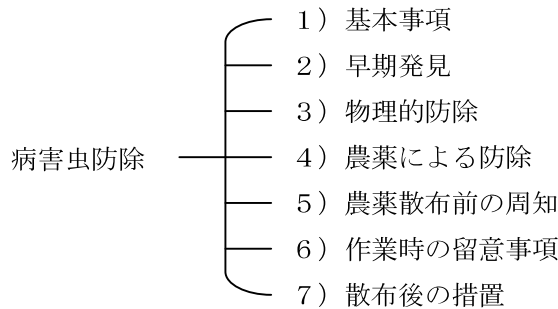 1）基本事項
2）早期発見
3）物理的防除
病害虫防除
4）農薬による防除
5）農薬散布前の周知
6）作業時の留意事項
7）散布後の措置